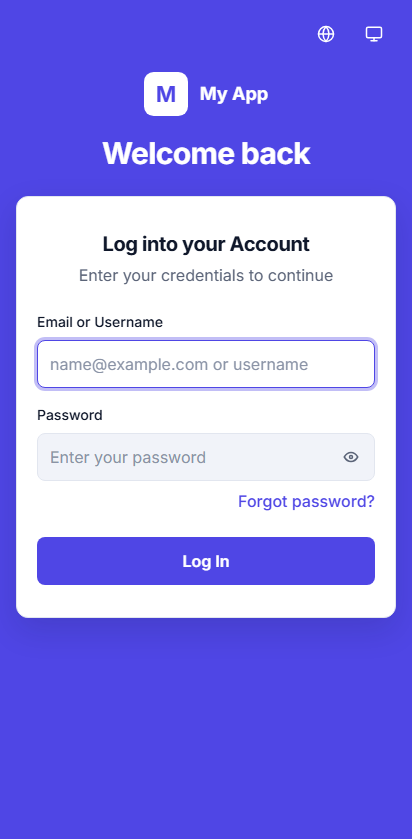 M
My App
Welcome back
Log into your Account
Enter your credentials to continue
Email or Username
name@example.com or username
Password
Enter your password
Forgot password?
Log In